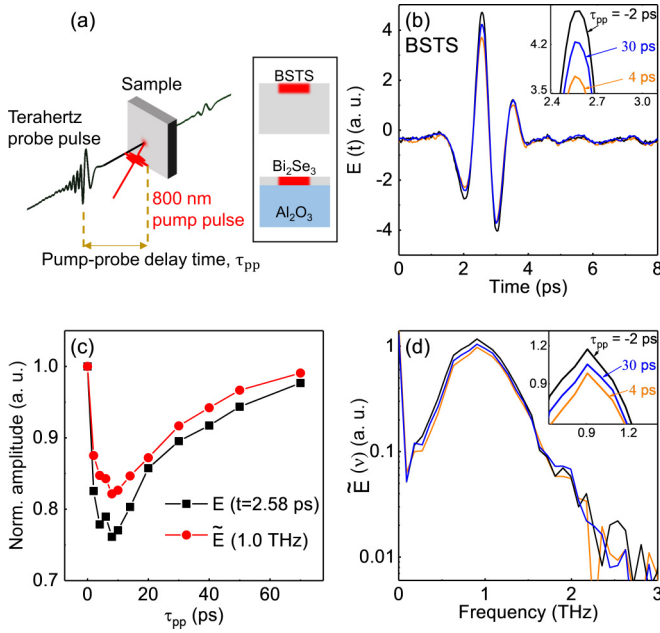 (a)
Sample
Terahertz
probe pulse
800 nm
pump pulse
Pump-probe delay time, τpp
BSTS
Bi2Se3
Al2O3
(b)
BSTS
E (t) (a. u.)
4
2
0
-2
-4
0 2 4 6 8
Time (ps)
τpp = -2 ps
30 ps
4 ps
4.2
3.5
2.4 2.7 3.0
(c)
Norm. amplitude (a. u.)
1.0
0.9
0.8
0.7
E (t=2.58 ps)
Ẽ (1.0 THz)
0 20 40 60
τpp (ps)
(d)
Ẽ (ν) (a. u.)
1
0.1
0.01
0 1 2 3
Frequency (THz)
τpp = -2 ps
30 ps
4 ps
1.2
0.9
0.9 1.2